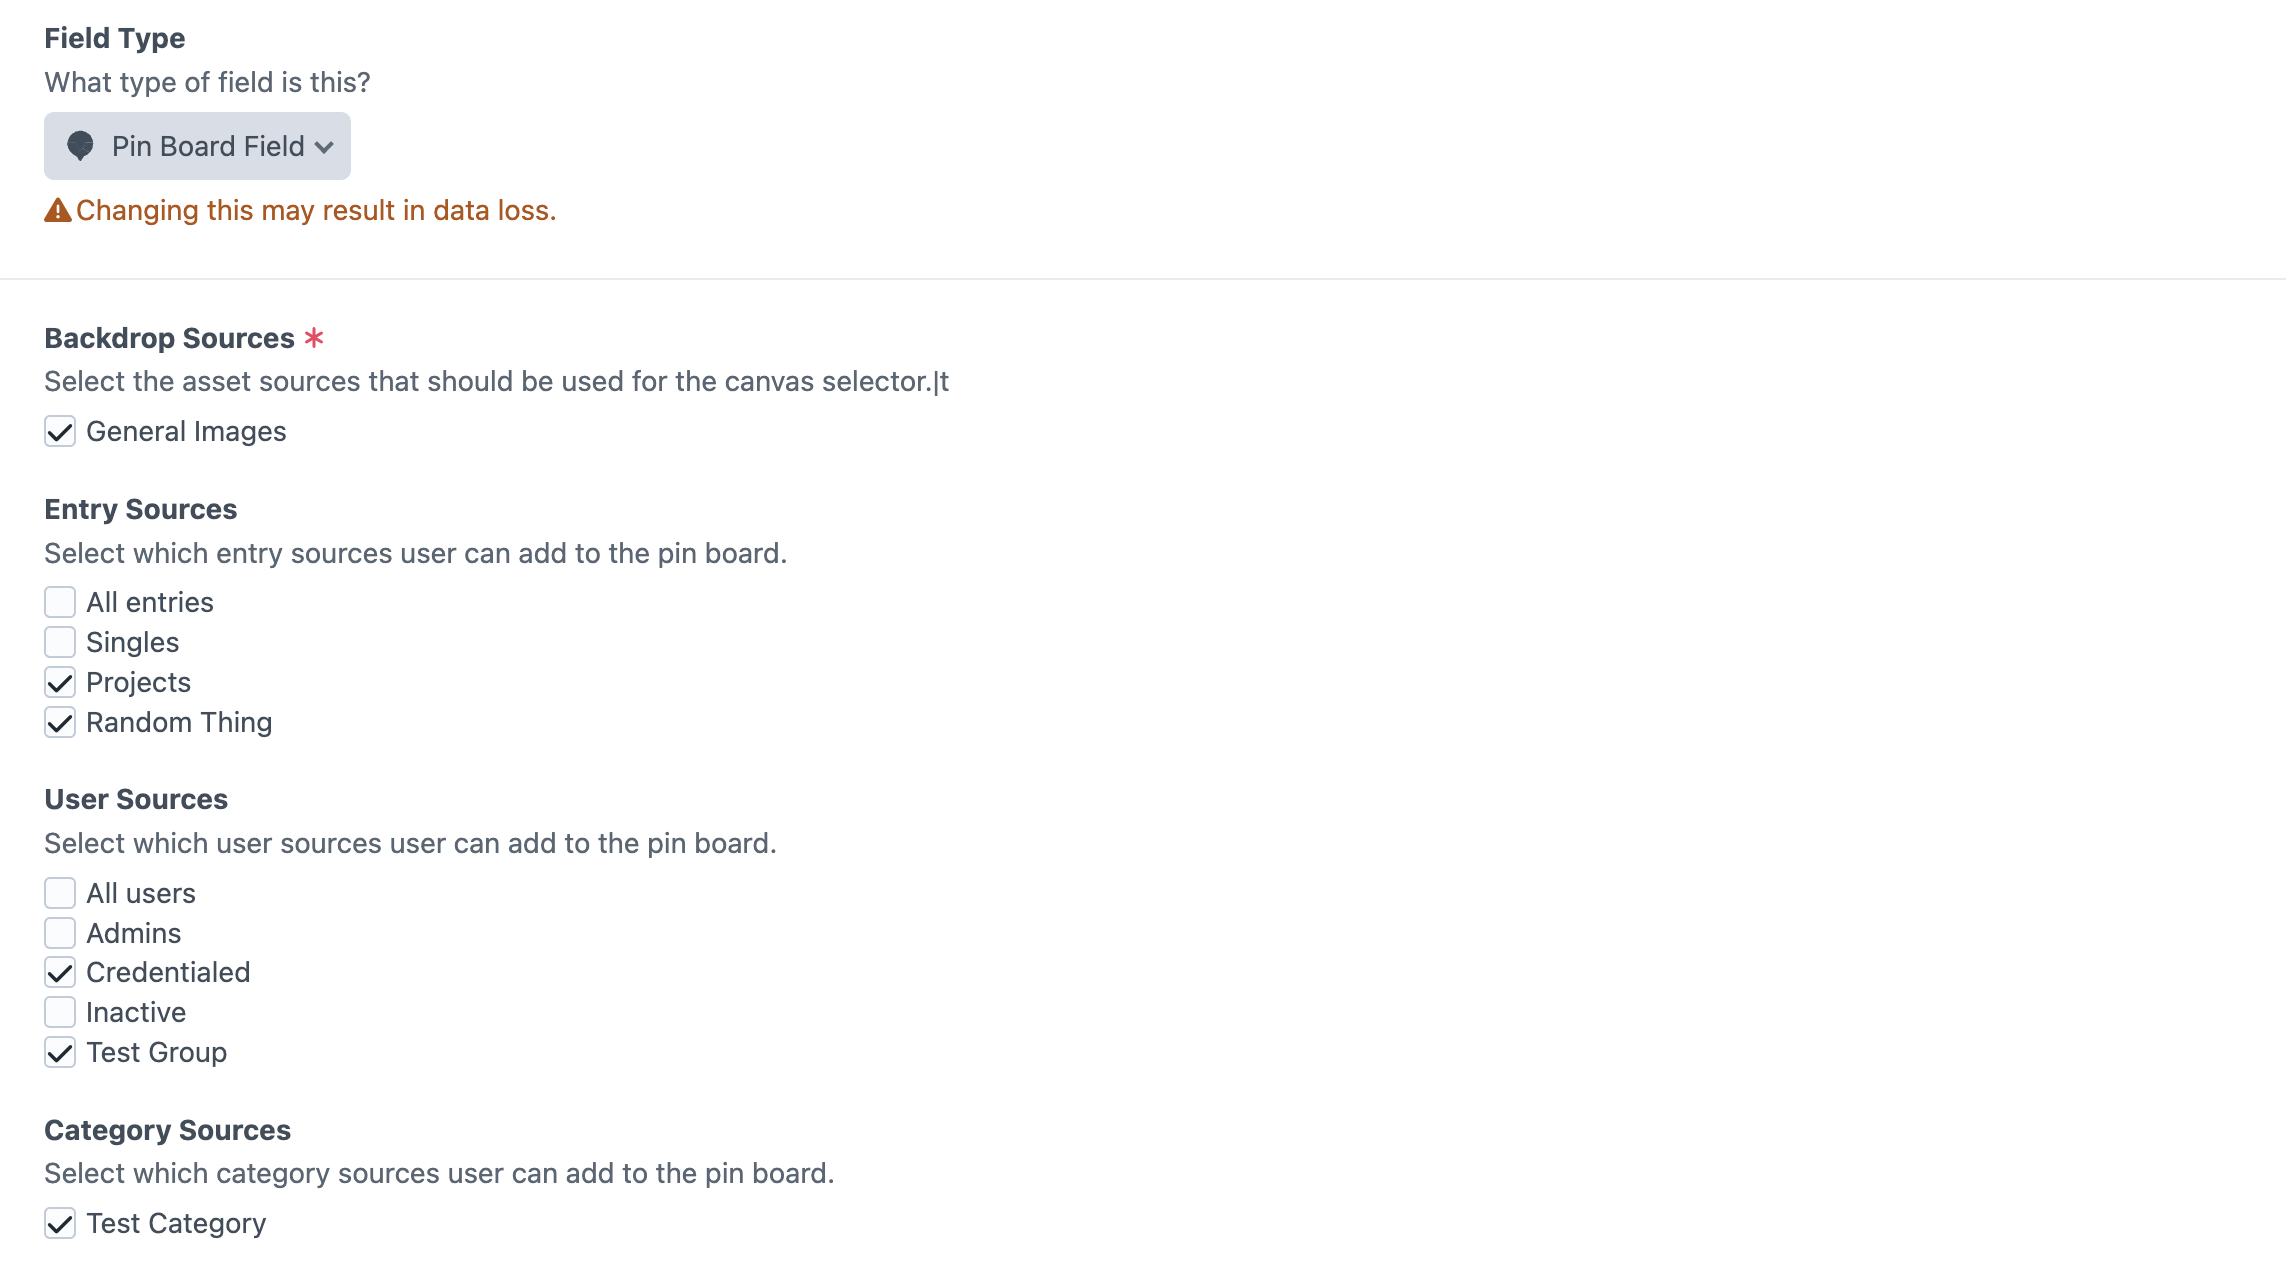 Field Type
What type of field is this?
Pin Board Field
Changing this may result in data loss.
Backdrop Sources *
Select the asset sources that should be used for the canvas selector.|t
General Images
Entry Sources
Select which entry sources user can add to the pin board.
All entries
Singles
Projects
Random Thing
User Sources
Select which user sources user can add to the pin board.
All users
Admins
Credentialed
Inactive
Test Group
Category Sources
Select which category sources user can add to the pin board.
Test Category